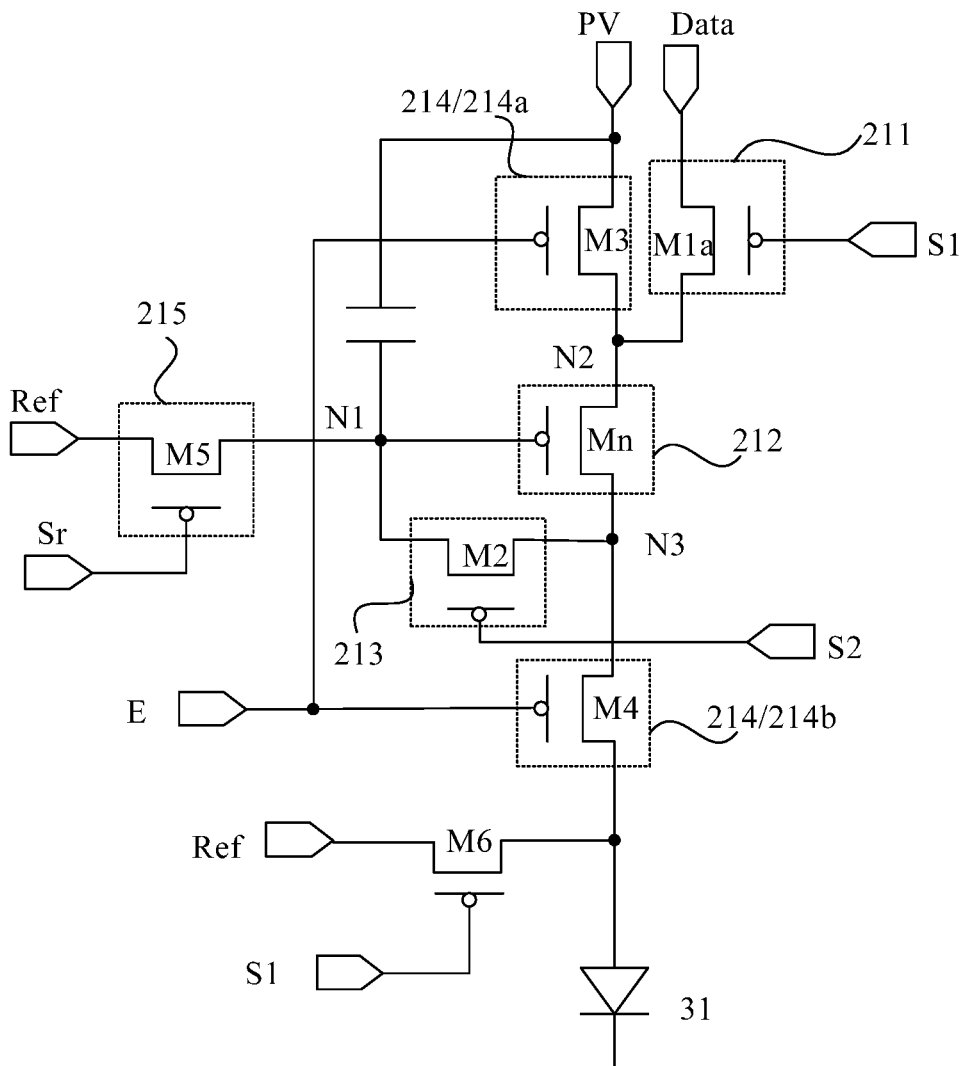 PV
Data
214/214a
211
M3
M1a
S1
215
N2
Ref
N1
M5
Mn
212
Sr
M2
N3
213
S2
E
M4
214/214b
Ref
M6
S1
31